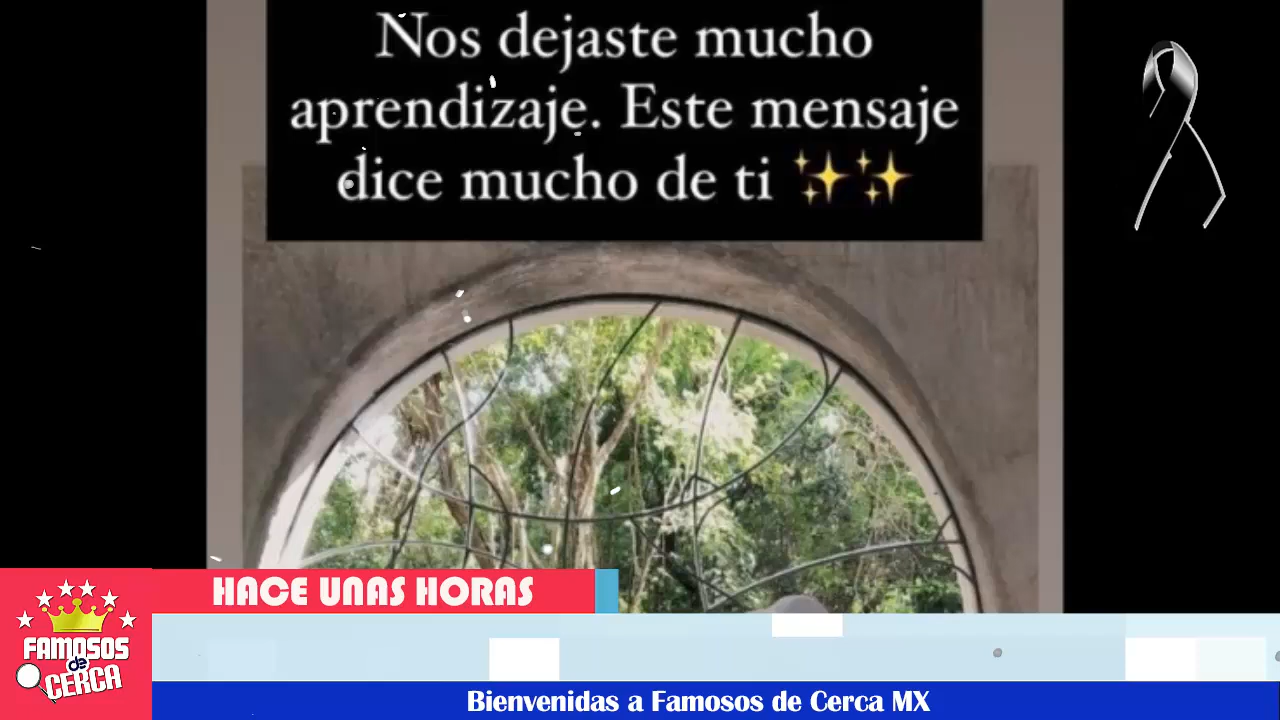 Nos dejaste mucho
aprendizaje. Este mensaje
dice mucho de ti ✨✨
HACE UNAS HORAS
FAMOSOS
de
CERCA
Bienvenidas a Famosos de Cerca MX